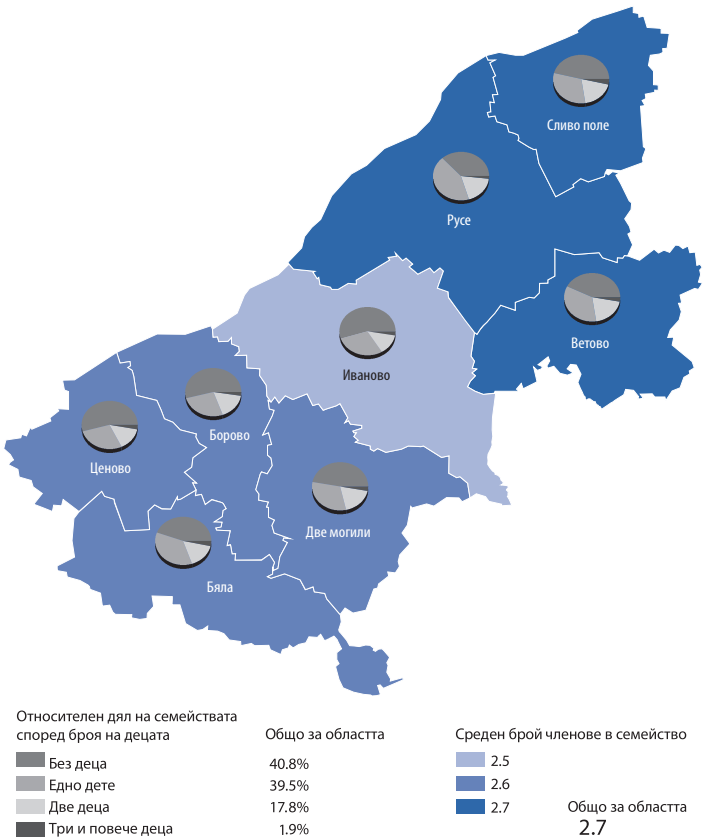 Сливо поле
Русе
Ветово
Иваново
Борово
Ценово
Две могили
Бяла
Относителен дял на семействата
според броя на децата
Общо за областта
Без деца 40.8%
Едно дете 39.5%
Две деца 17.8%
Три и повече деца 1.9%
Среден брой членове в семейство
2.5
2.6
2.7
Общо за областта
2.7